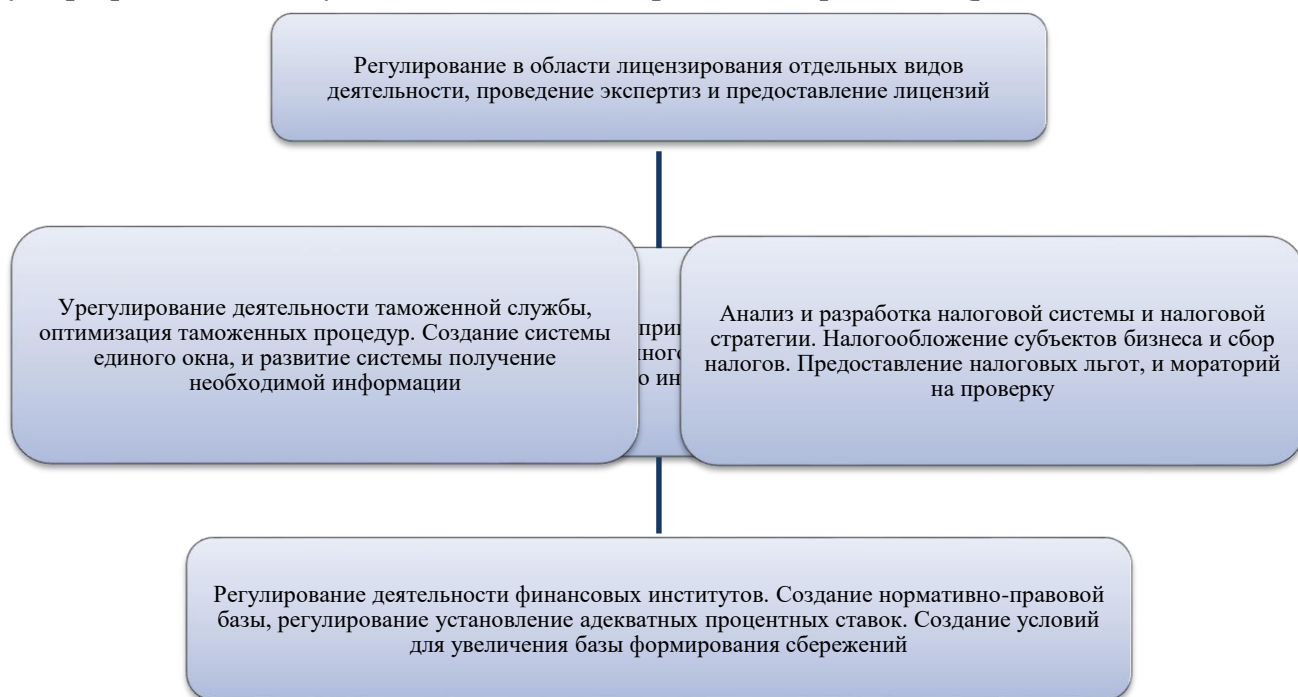 Регулирование в области лицензирования отдельных видов
деятельности, проведение экспертиз и предоставление лицензий
Урегулирование деятельности таможенной службы,
оптимизация таможенных процедур. Создание системы
единого окна, и развитие системы получение
необходимой информации
Анализ и разработка налоговой системы и налоговой
стратегии. Налогообложение субъектов бизнеса и сбор
налогов. Предоставление налоговых льгот, и мораторий
на проверку
Регулирование деятельности финансовых институтов. Создание нормативно-правовой
базы, регулирование установление адекватных процентных ставок. Создание условий
для увеличения базы формирования сбережений